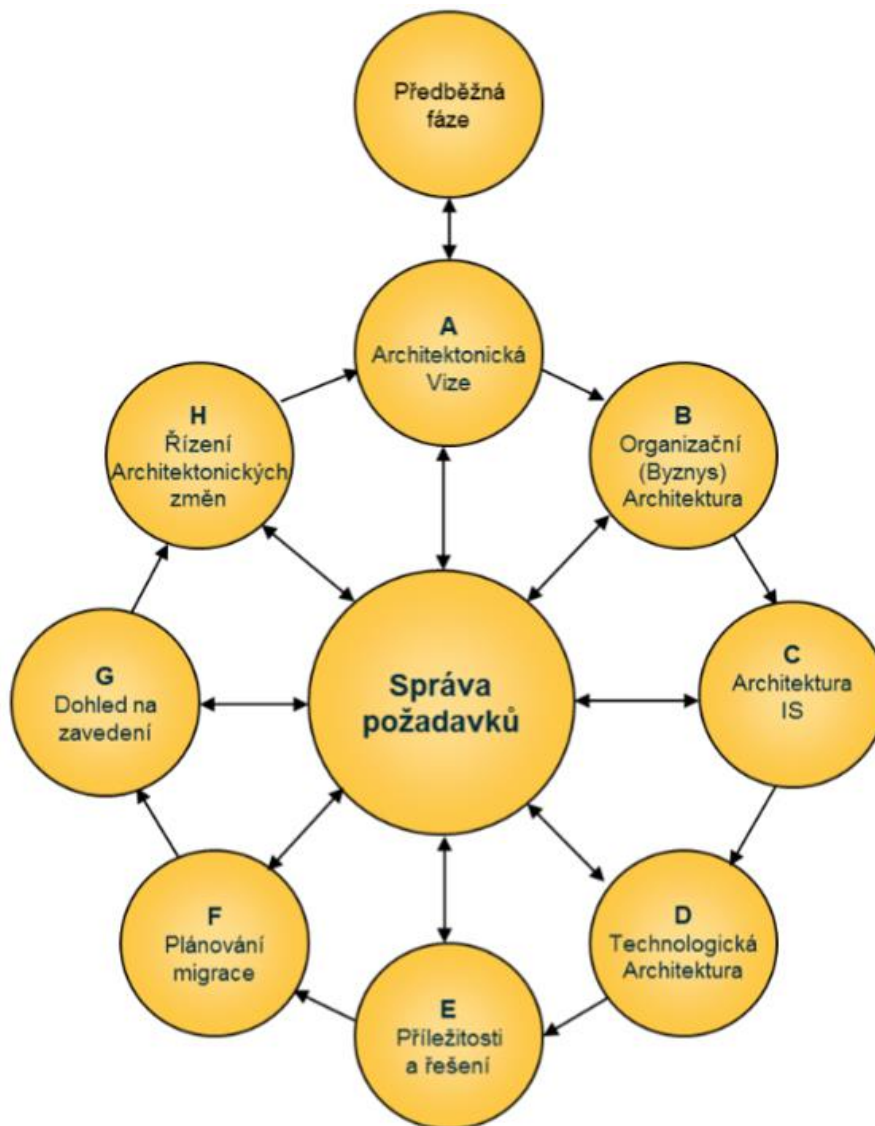 Předběžná
fáze
A
Architektonická
Vize
B
Organizační
(Byznys)
Architektura
C
Architektura
IS
D
Technologická
Architektura
E
Příležitosti
a řešení
F
Plánování
migrace
G
Dohled na
zavedení
H
Řízení
Architektonických
změn
Správa
požadavků